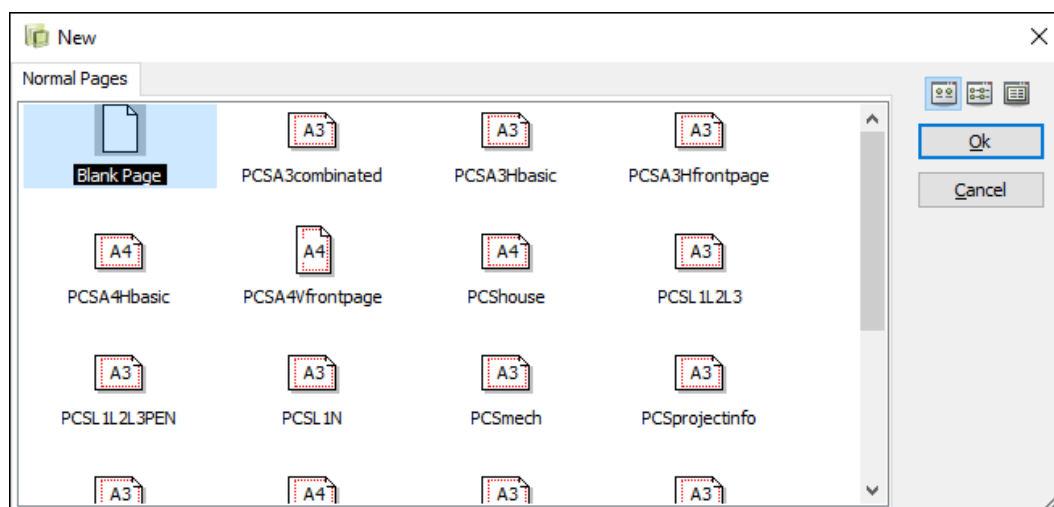 New
Normal Pages
A3 A3 A3
Blank Page PCSA3combinated PCSA3Hbasic PCSA3Hfrontpage
Ok
Cancel
A4 A4 A4 A3
PCSA4Hbasic PCSA4Vfrontpage PCShouse PCSL1L2L3
A3 A3 A3 A3
PCSL1L2L3PEN PCSL1N PCSmech PCSprojectinfo
A3 A4 A3 A3